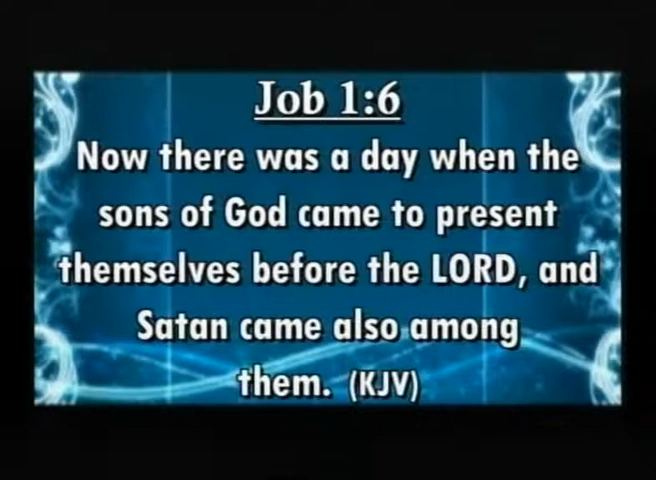 Job 1:6
Now there was a day when the
sons of God came to present
themselves before the LORD, and
Satan came also among
them. (KJV)